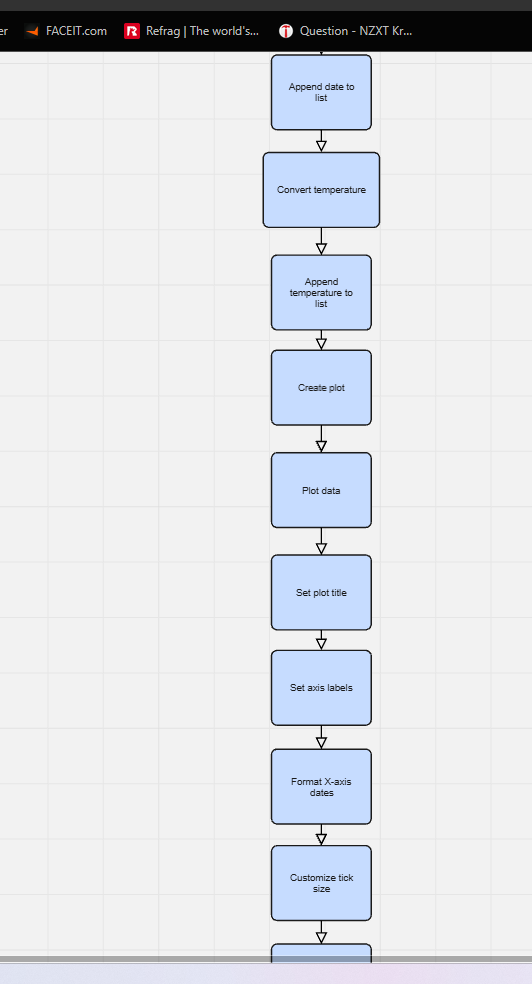 er
FACEIT.com
R
Refrag | The world's...
Question - NZXT Kr...
Append date to
list
Convert temperature
Append
temperature to
list
Create plot
Plot data
Set plot title
Set axis labels
Format X-axis
dates
Customize tick
size